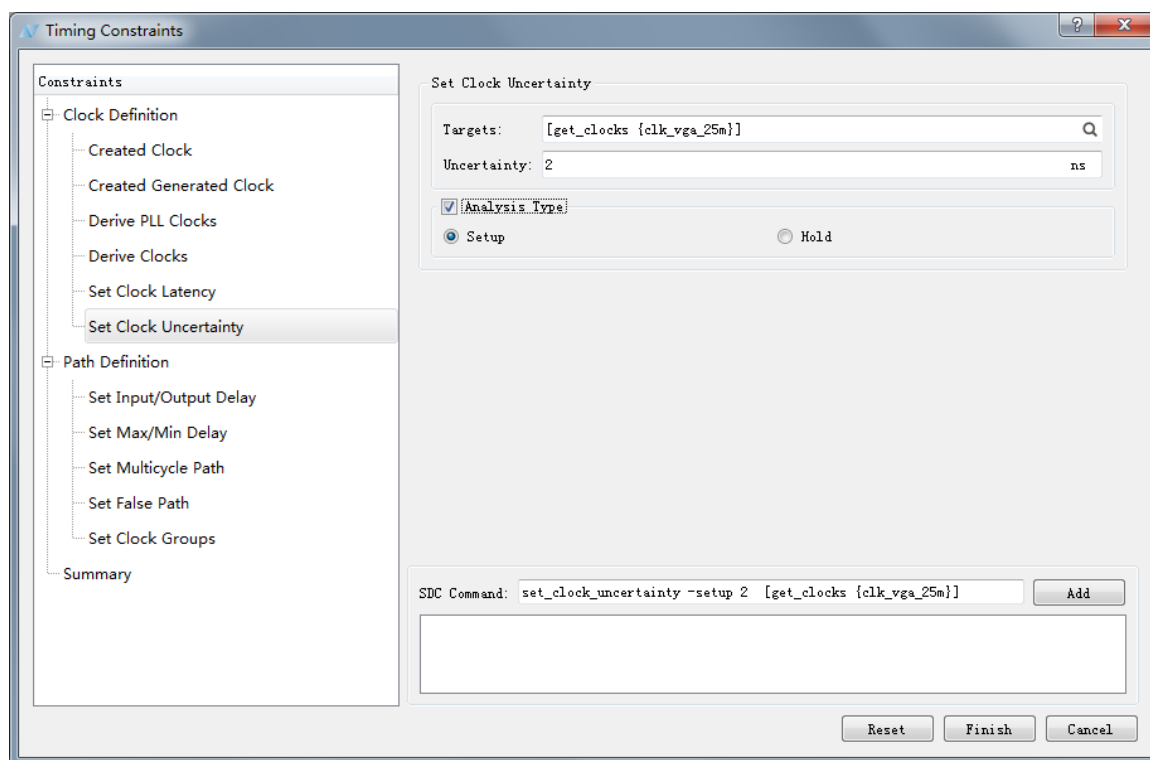 Timing Constraints
?
X
Constraints
Clock Definition
Created Clock
Created Generated Clock
Derive PLL Clocks
Derive Clocks
Set Clock Latency
Set Clock Uncertainty
Path Definition
Set Input/Output Delay
Set Max/Min Delay
Set Multicycle Path
Set False Path
Set Clock Groups
Summary
Set Clock Uncertainty
Targets: [get_clocks {clk_vga_25m}]
Uncertainty: 2 ns
Analysis Type
Setup Hold
SDC Command: set_clock_uncertainty -setup 2  [get_clocks {clk_vga_25m}] Add
Reset Finish Cancel